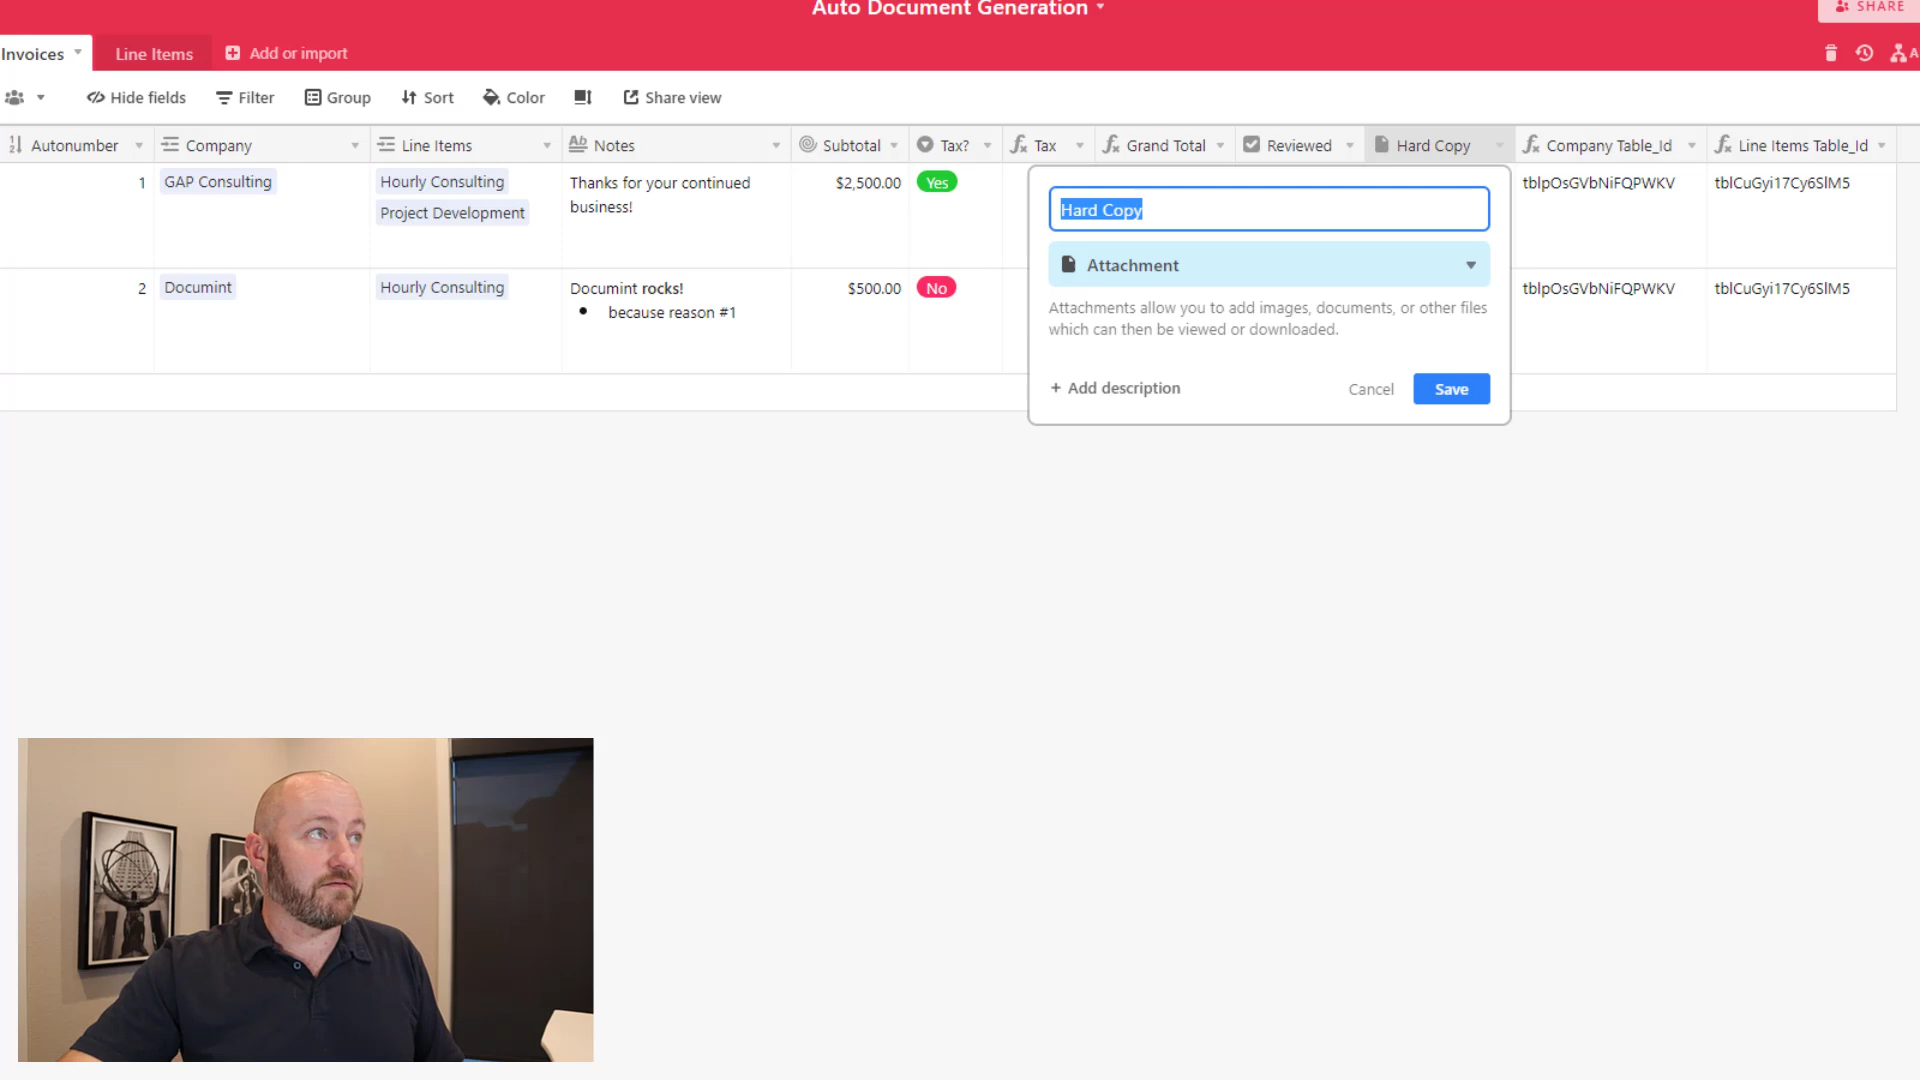 Auto Document Generation
SHARE
Invoices
Line Items
Add or import
A
Hide fields
Filter
Group
Sort
Color
Share view
Autonumber
Company
Line Items
Notes
Subtotal
Tax?
Tax
Grand Total
Reviewed
Hard Copy
Company Table_Id
Line Items Table_Id
1
GAP Consulting
Hourly Consulting
Project Development
Thanks for your continued
business!
$2,500.00
Yes
tblpOsGVbNiFQPWKV
tblCuGyi17Cy6SlM5
2
Documint
Hourly Consulting
Documint rocks!
• because reason #1
$500.00
No
tblpOsGVbNiFQPWKV
tblCuGyi17Cy6SlM5
Hard Copy
Attachment
Attachments allow you to add images, documents, or other files
which can then be viewed or downloaded.
+ Add description
Cancel
Save